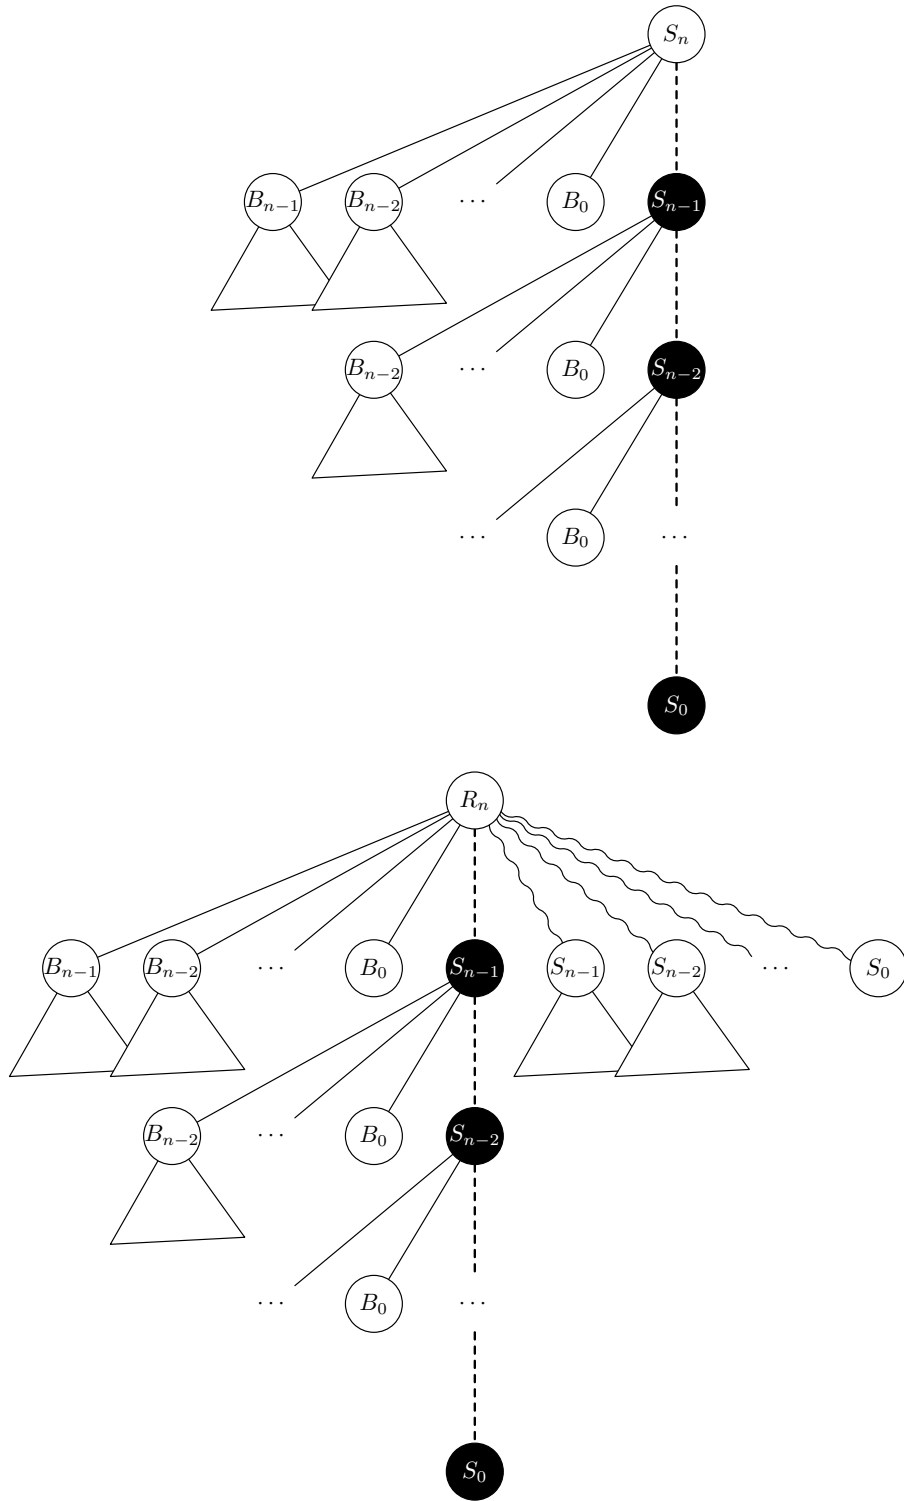 S_n
B_{n−1} B_{n−2} ⋯ B_0 S_{n−1}
B_{n−2} ⋯ B_0 S_{n−2}
⋯ B_0 ⋯
S_0
R_n
B_{n−1} B_{n−2} ⋯ B_0 S_{n−1} S_{n−1} S_{n−2} ⋯ S_0
B_{n−2} ⋯ B_0 S_{n−2}
⋯ B_0 ⋯
S_0